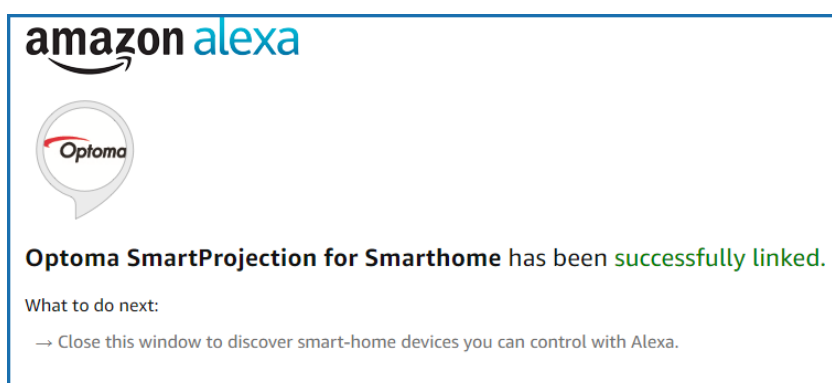 amazon alexa
Optoma
Optoma SmartProjection for Smarthome has been successfully linked.
What to do next:
→ Close this window to discover smart-home devices you can control with Alexa.